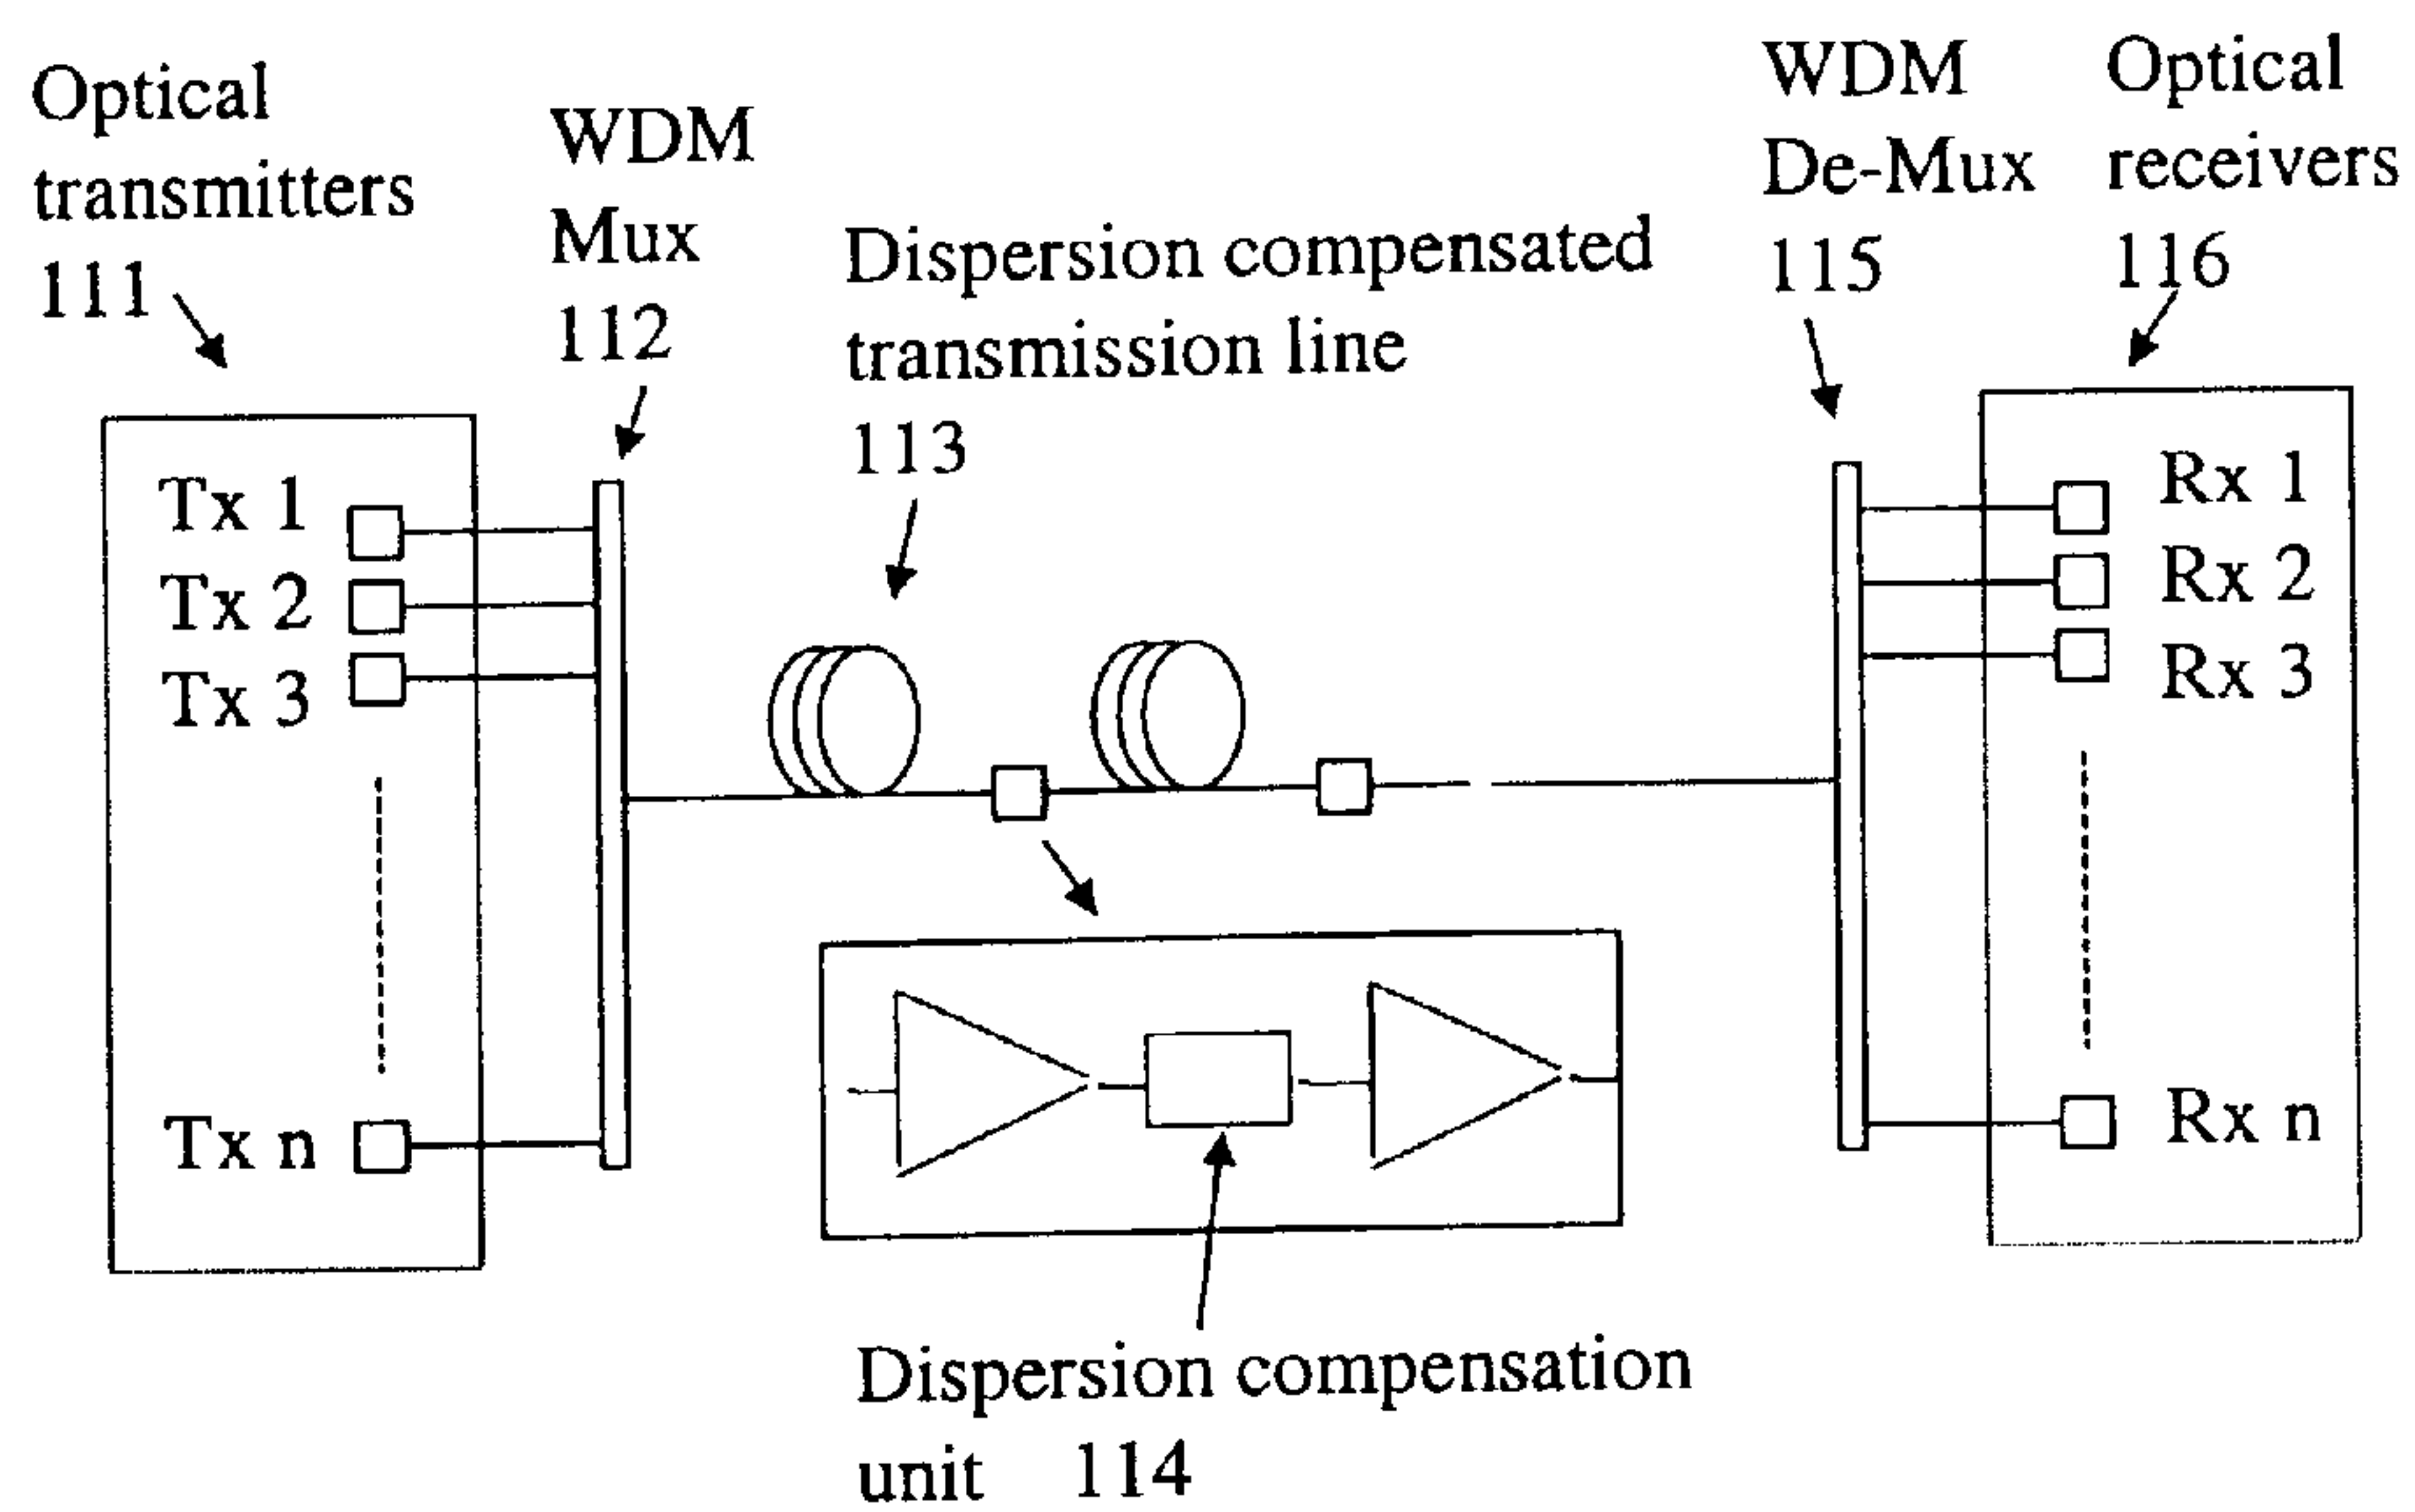 Optical
transmitters
111
WDM
Mux
112
Dispersion compensated
transmission line
113
WDM
De-Mux
115
Optical
receivers
116
Tx 1
Tx 2
Tx 3
Tx n
Rx 1
Rx 2
Rx 3
Rx n
Dispersion compensation
unit 114